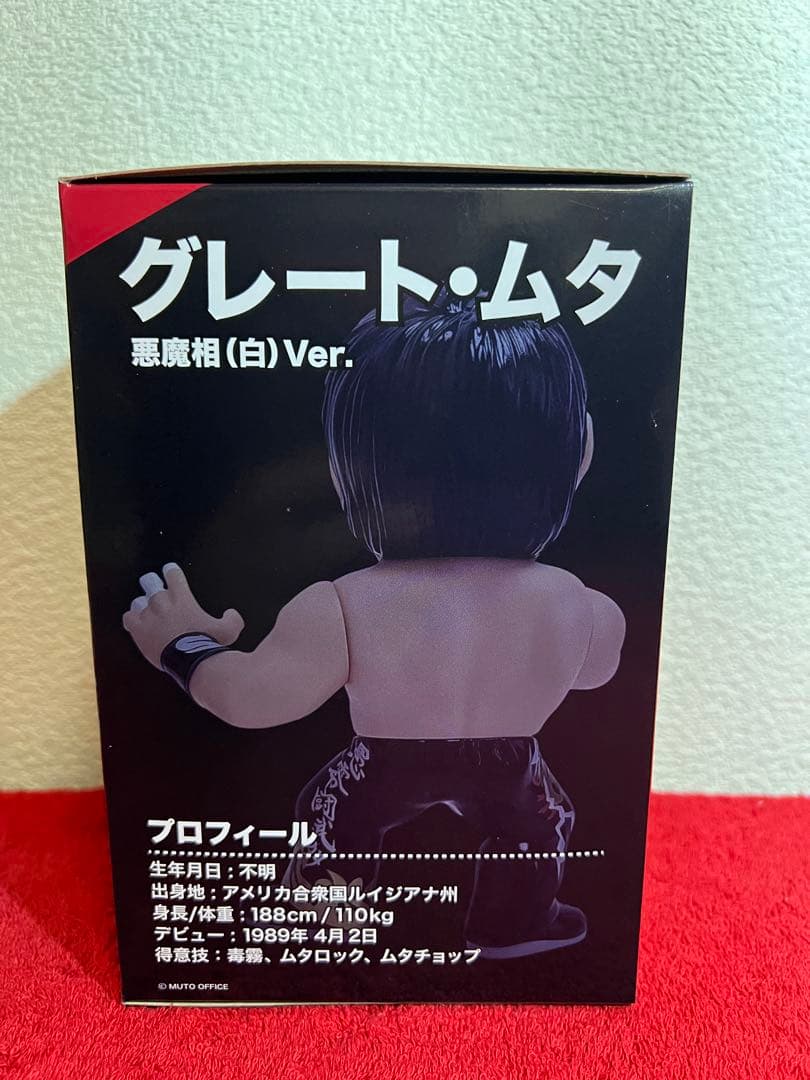 グレート・ムタ
悪魔相（白）Ver.
プロフィール
生年月日：不明
出身地：アメリカ合衆国ルイジアナ州
身長/体重：188cm / 110kg
デビュー：1989年 4月2日
得意技：毒霧、ムタロック、ムタチョップ
© MUTO OFFICE